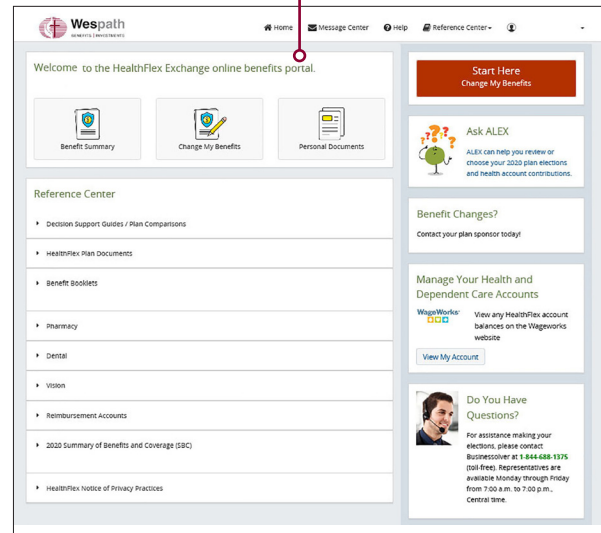 Wespath
BENEFITS | INVESTMENTS
Home
Message Center
Help
Reference Center
Welcome to the HealthFlex Exchange online benefits portal.
Benefit Summary
Change My Benefits
Personal Documents
Reference Center
Decision Support Guides / Plan Comparisons
HealthFlex Plan Documents
Benefit Booklets
Pharmacy
Dental
Vision
Reimbursement Accounts
2020 Summary of Benefits and Coverage (SBC)
HealthFlex Notice of Privacy Practices
Start Here
Change My Benefits
Ask ALEX
ALEX can help you review or
choose your 2020 plan elections
and health account contributions.
Benefit Changes?
Contact your plan sponsor today!
Manage Your Health and
Dependent Care Accounts
WageWorks
View any HealthFlex account
balances on the Wageworks
website
View My Account
Do You Have
Questions?
For assistance making your
elections, please contact
Businessolver at 1-844-688-1375
(toll-free). Representatives are
available Monday through Friday
from 7:00 a.m. to 7:00 p.m.,
Central time.